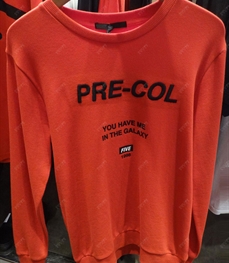 PRE-COL
YOU HAVE ME
IN THE GALAXY
FIVE